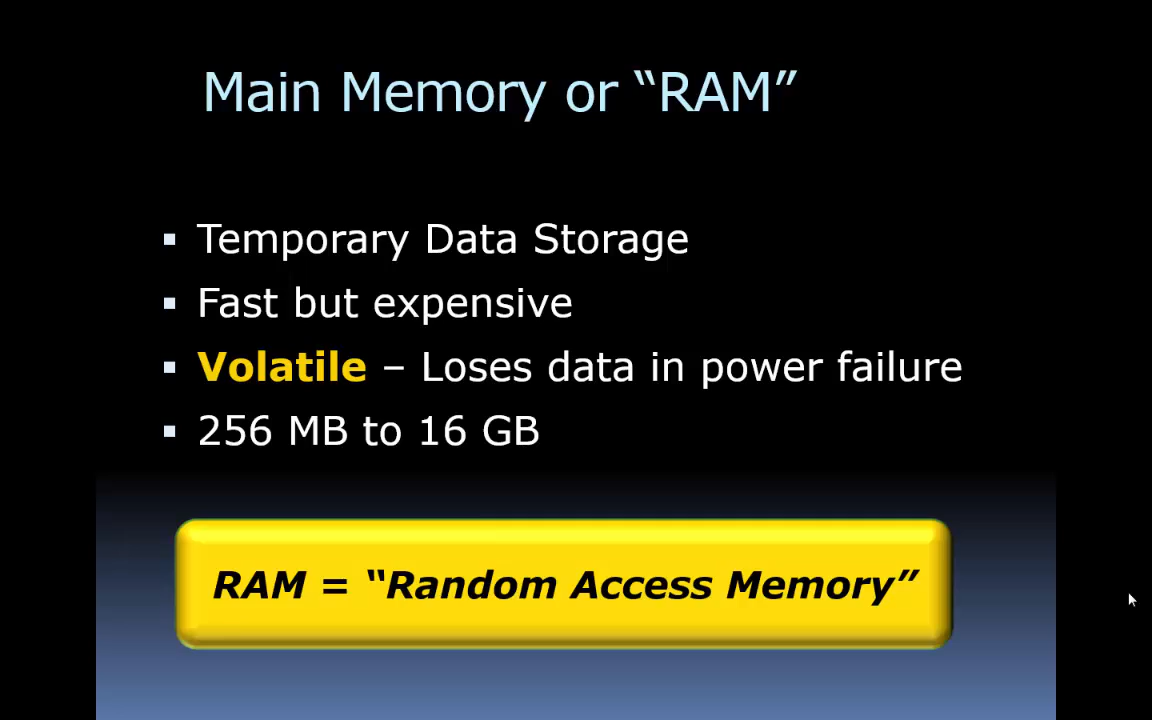 Main Memory or “RAM”
▪ Temporary Data Storage
▪ Fast but expensive
▪ Volatile – Loses data in power failure
▪ 256 MB to 16 GB
RAM = “Random Access Memory”